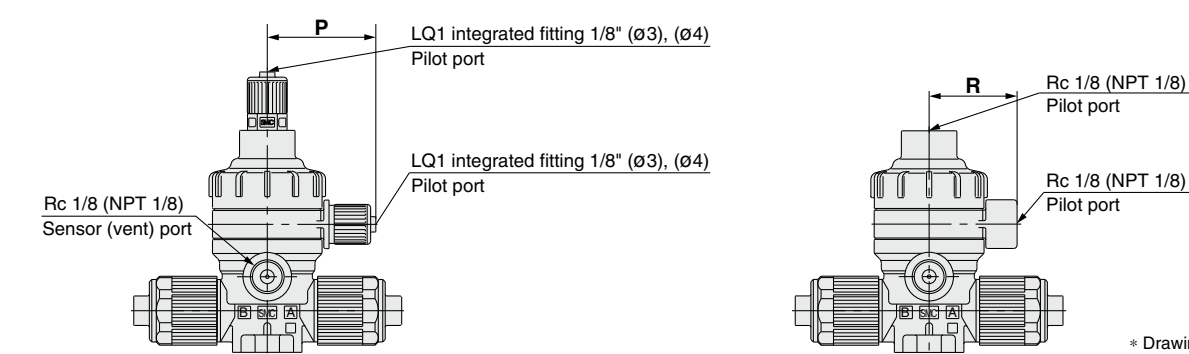 P
LQ1 integrated fitting 1/8" (ø3), (ø4)
Pilot port
R
Rc 1/8 (NPT 1/8)
Pilot port
SMC
LQ1 integrated fitting 1/8" (ø3), (ø4)
Pilot port
Rc 1/8 (NPT 1/8)
Pilot port
Rc 1/8 (NPT 1/8)
Sensor (vent) port
B SMC A
B SMC A
* Drawin